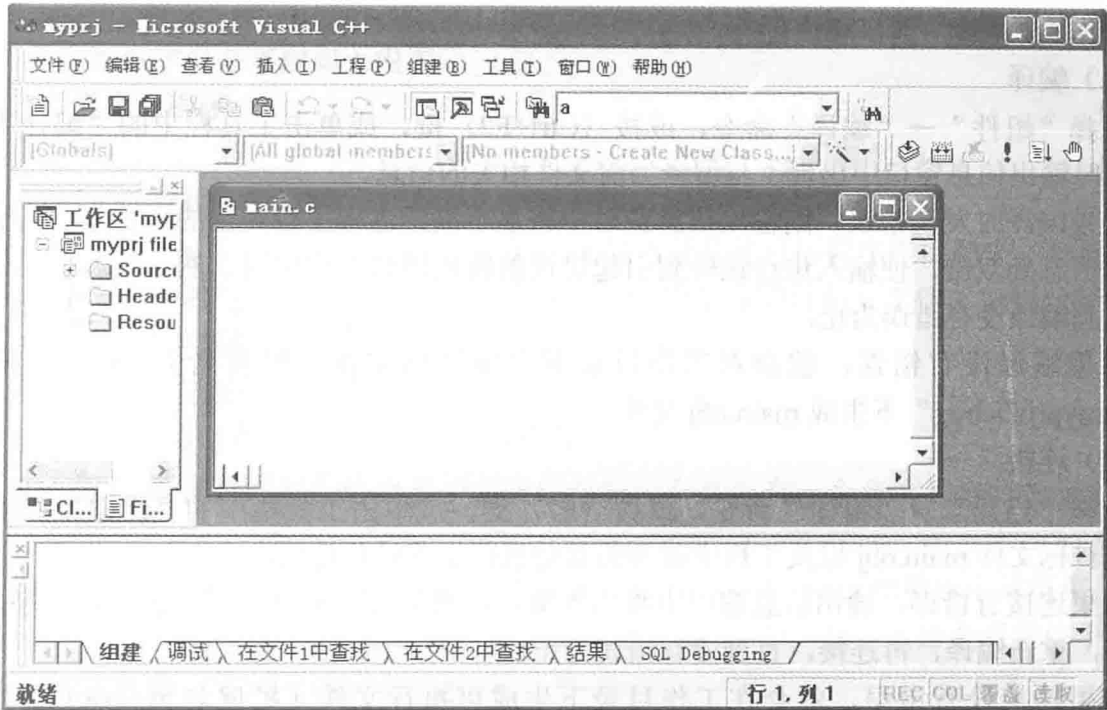 myprj - Microsoft Visual C++
文件(F) 编辑(E) 查看(V) 插入(I) 工程(P) 组建(B) 工具(T) 窗口(W) 帮助(H)
a
(Globals) (All global members (No members - Create New Class...
工作区 'myp
myprj file
Sourc
Heade
Resou
Cl... Fi...
main.c
组建 调试 在文件1中查找 在文件2中查找 结果 SQL Debugging
就绪 行 1, 列 1 REC COL 覆盖 读取